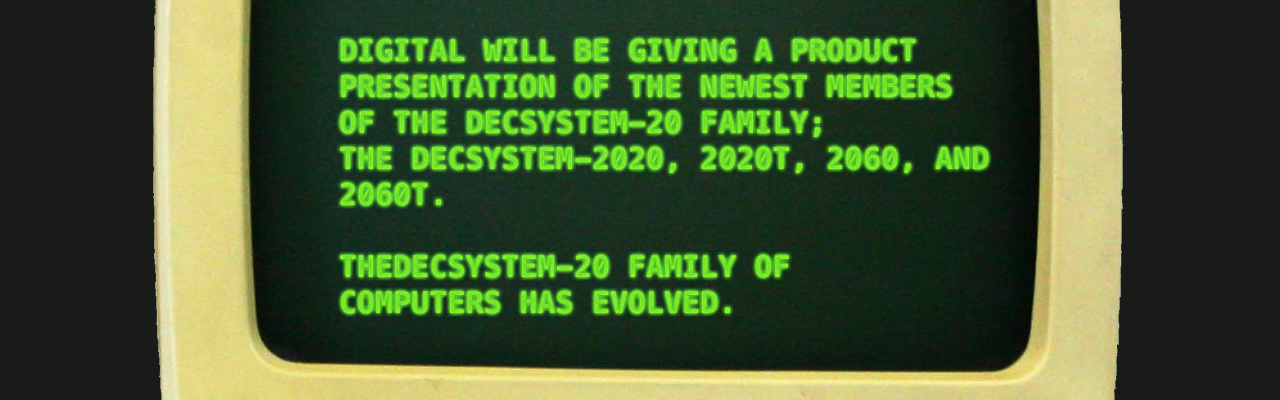 DIGITAL WILL BE GIVING A PRODUCT
PRESENTATION OF THE NEWEST MEMBERS
OF THE DECSYSTEM-20 FAMILY;
THE DECSYSTEM-2020, 2020T, 2060, AND
2060T.
THEDECSYSTEM-20 FAMILY OF
COMPUTERS HAS EVOLVED.